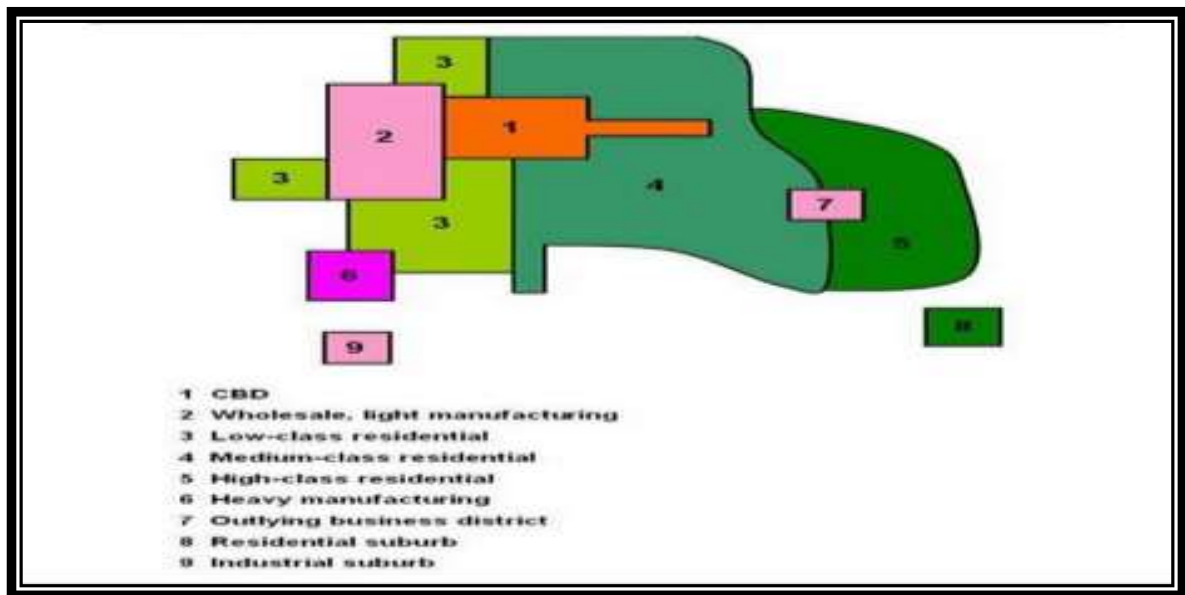 3
1
2
3
4
7
3
5
6
8
9
1 CBD
2 Wholesale, light manufacturing
3 Low-class residential
4 Medium-class residential
5 High-class residential
6 Heavy manufacturing
7 Outlying business district
8 Residential suburb
9 Industrial suburb